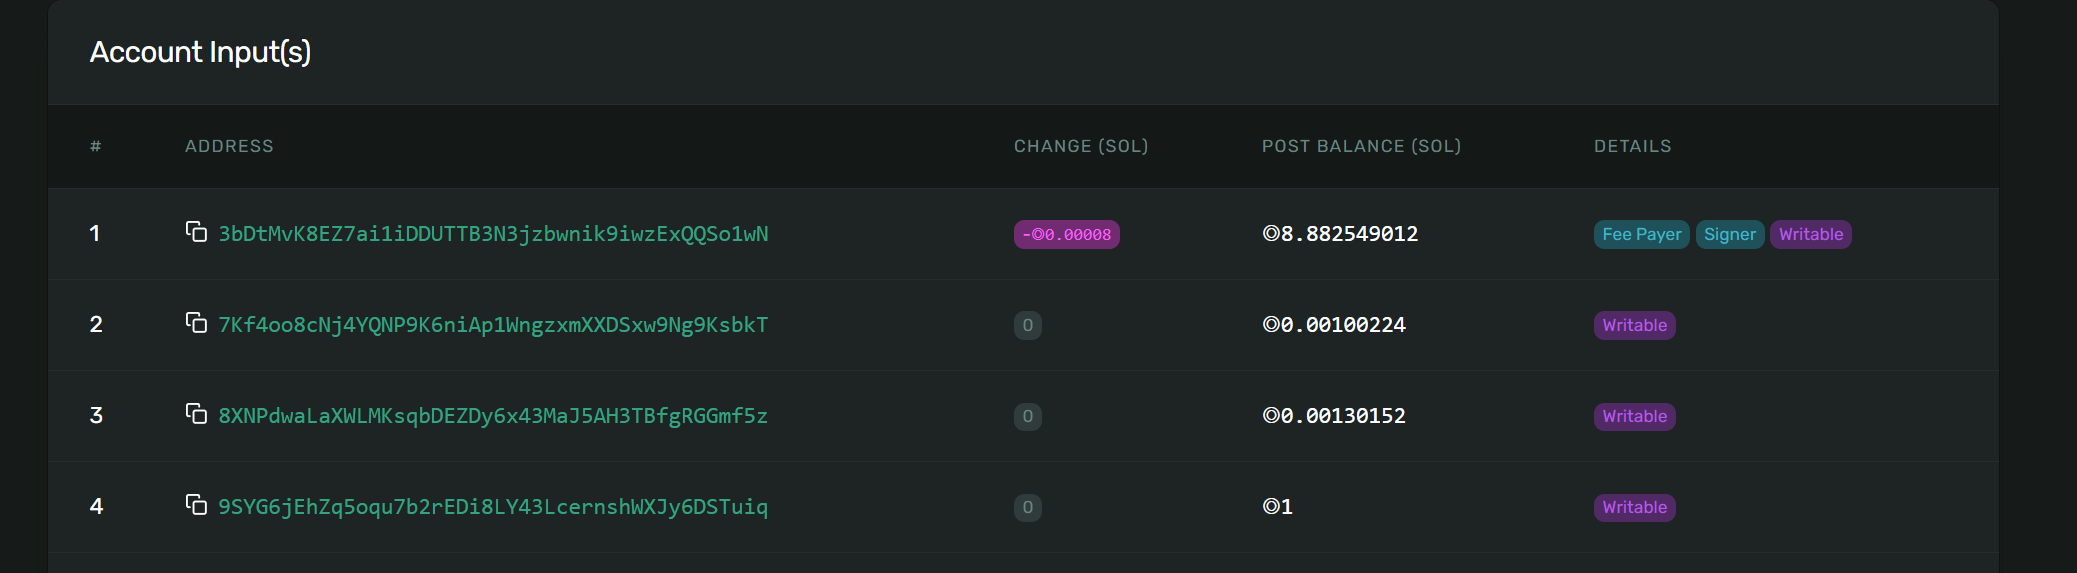 Account Input(s)
# ADDRESS CHANGE (SOL) POST BALANCE (SOL) DETAILS
1 3bDtMvK8EZ7ai1iDDUTTB3N3jzbwnik9iwzExQQSo1wN -◎0.00008 ◎8.882549012 Fee Payer Signer Writable
2 7Kf4oo8cNj4YQNP9K6niAp1WngzxmXXDSxw9Ng9KsbkT 0 ◎0.00100224 Writable
3 8XNPdwaLaXWLMKsqbDEZDy6x43MaJ5AH3TBfgRGGmf5z 0 ◎0.00130152 Writable
4 9SYG6jEhZq5oqu7b2rEDi8LY43LcernshWXJy6DSTuiq 0 ◎1 Writable